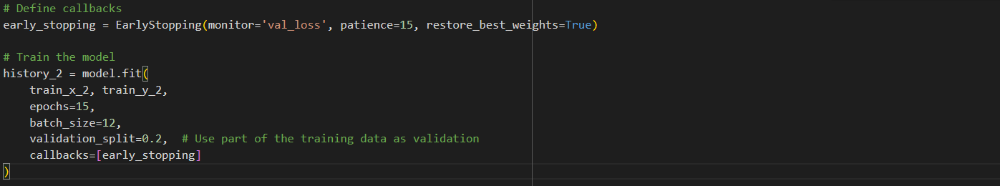 # Define callbacks
early_stopping = EarlyStopping(monitor='val_loss', patience=15, restore_best_weights=True)
# Train the model
history_2 = model.fit(
    train_x_2, train_y_2,
    epochs=15,
    batch_size=12,
    validation_split=0.2,  # Use part of the training data as validation
    callbacks=[early_stopping]
)